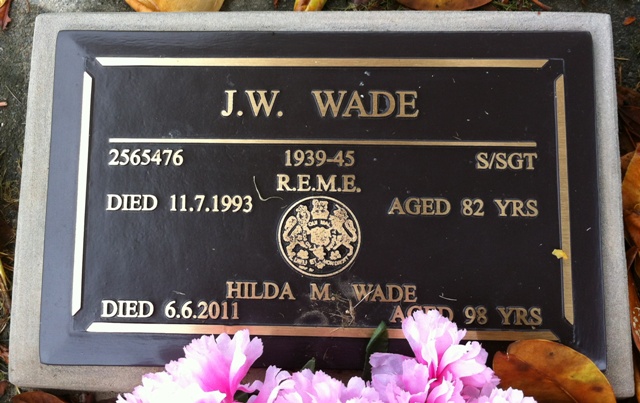 J.W. WADE
2565476 1939-45 S/SGT
R.E.M.E.
DIED 11.7.1993 AGED 82 YRS
HILDA M. WADE
DIED 6.6.2011 AGED 98 YRS